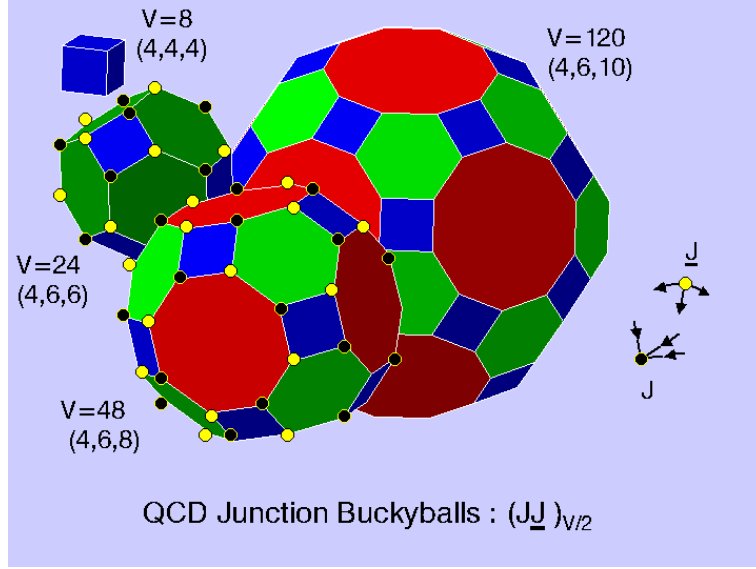 V=8
(4,4,4)
V=120
(4,6,10)
V=24
(4,6,6)
J
J
V=48
(4,6,8)
QCD Junction Buckyballs : (JJ )V/2